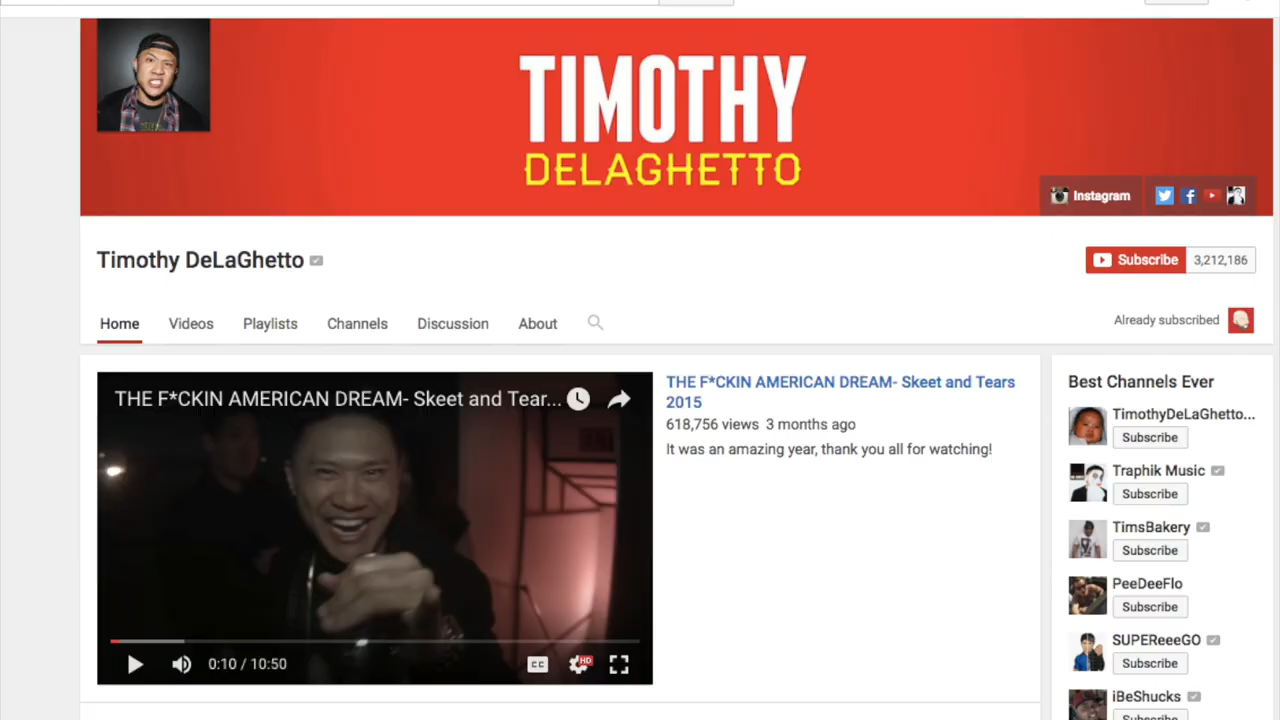 TIMOTHY
DELAGHETTO
Instagram
Timothy DeLaGhetto
Subscribe 3,212,186
Home Videos Playlists Channels Discussion About
Already subscribed
THE F*CKIN AMERICAN DREAM- Skeet and Tear...
0:10 / 10:50
CC
HD
THE F*CKIN AMERICAN DREAM- Skeet and Tears
2015
618,756 views 3 months ago
It was an amazing year, thank you all for watching!
Best Channels Ever
TimothyDeLaGhetto...
Subscribe
Traphik Music
Subscribe
TimsBakery
Subscribe
PeeDeeFlo
Subscribe
SUPEReeeGO
Subscribe
iBeShucks
Subscribe